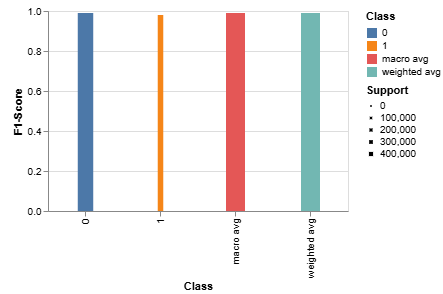 1.0
0.8
0.6
0.4
0.2
0.0
F1-Score
0
1
macro avg
weighted avg
Class
Class
0
1
macro avg
weighted avg
Support
0
100,000
200,000
300,000
400,000